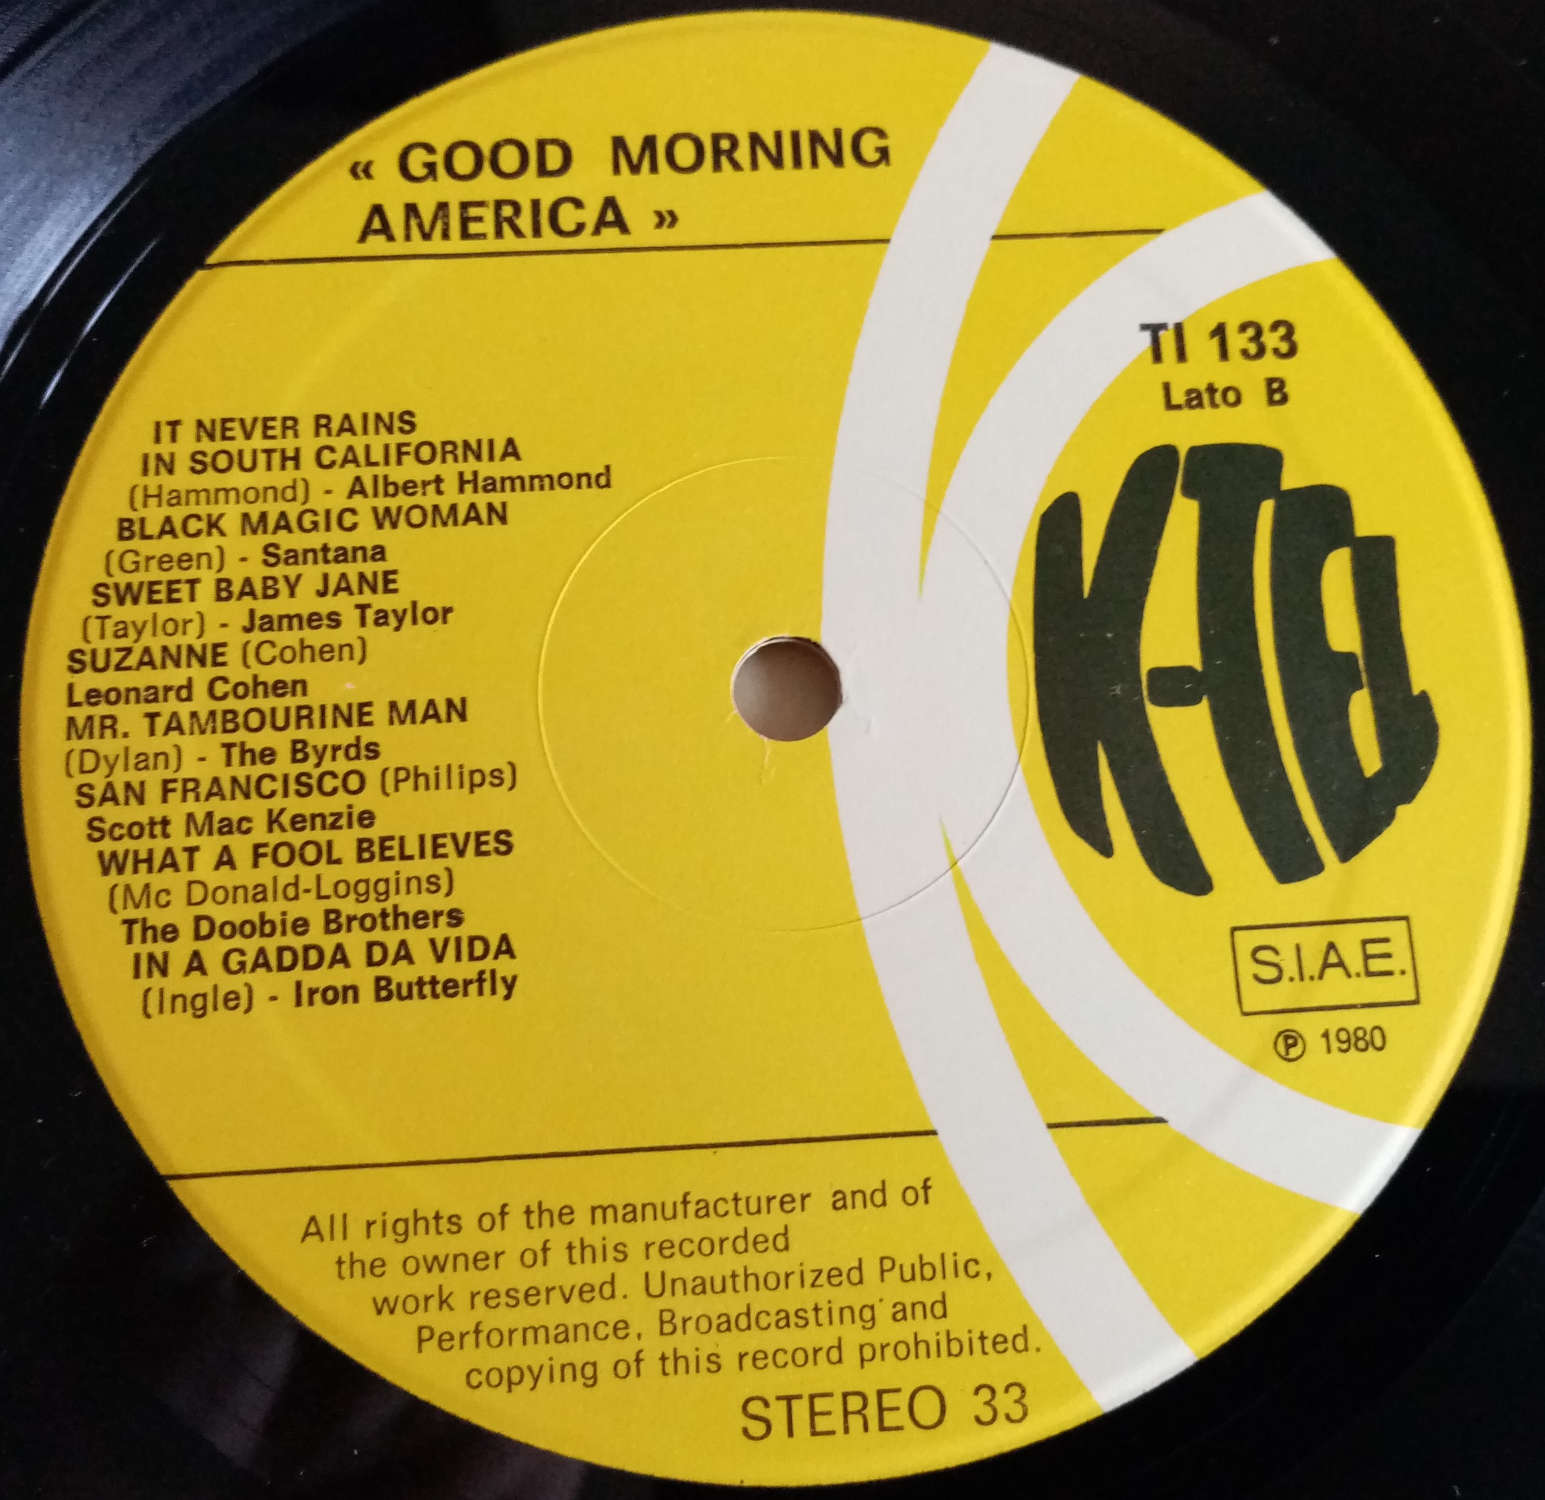 « GOOD MORNING
AMERICA »
TI 133
Lato B
K-TEL
IT NEVER RAINS
IN SOUTH CALIFORNIA
(Hammond) - Albert Hammond
BLACK MAGIC WOMAN
(Green) - Santana
SWEET BABY JANE
(Taylor) - James Taylor
SUZANNE (Cohen)
Leonard Cohen
MR. TAMBOURINE MAN
(Dylan) - The Byrds
SAN FRANCISCO (Philips)
Scott Mac Kenzie
WHAT A FOOL BELIEVES
(Mc Donald-Loggins)
The Doobie Brothers
IN A GADDA DA VIDA
(Ingle) - Iron Butterfly
S.I.A.E.
℗ 1980
All rights of the manufacturer and of
the owner of this recorded
work reserved. Unauthorized Public,
Performance, Broadcasting and
copying of this record prohibited.
STEREO 33